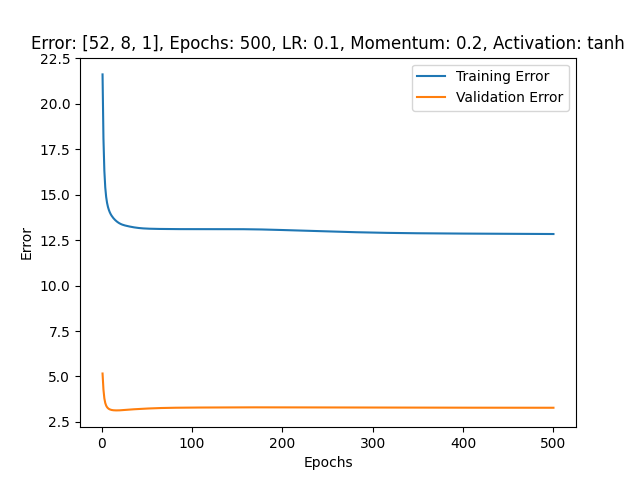 Error: [52, 8, 1], Epochs: 500, LR: 0.1, Momentum: 0.2, Activation: tanh
Training Error
Validation Error
22.5
20.0
17.5
15.0
12.5
10.0
7.5
5.0
2.5
Error
0 100 200 300 400 500
Epochs